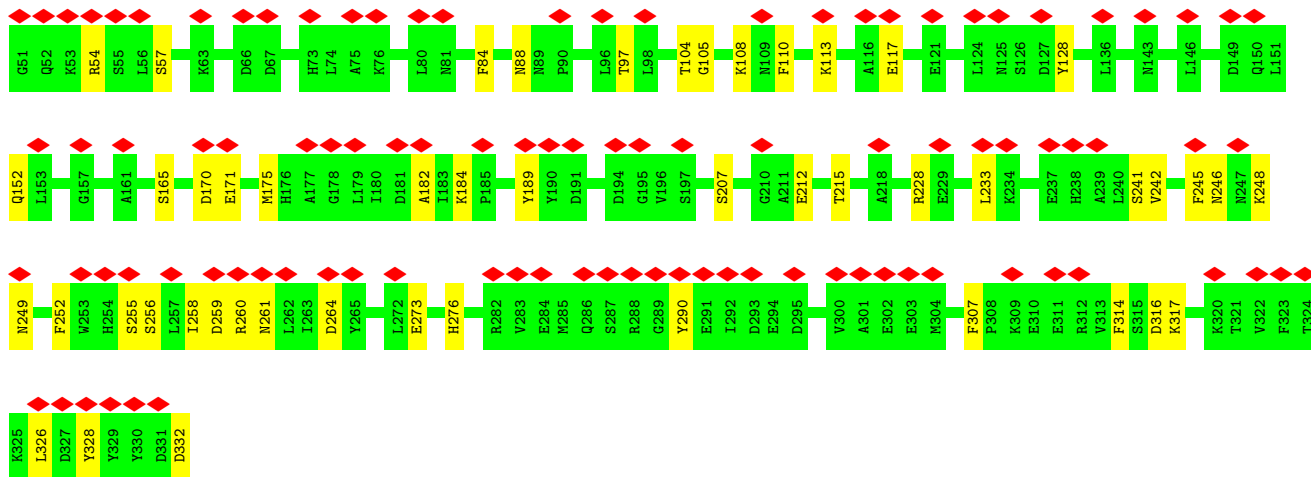 G51 Q52 K53 R54 S55 L56 S57 K63 D66 D67 H73 L74 A75 K76 L80 N81 F84 N88 N89 P90 L96 T97 L98 T104 G105 K108 N109 F110 K113 A116 E117 E121 L124 N125 S126 D127 Y128 L136 N143 L146 D149 Q150 L151
Q152 L153 G157 A161 S165 D170 E171 M175 H176 A177 G178 L179 I180 D181 A182 I183 K184 P185 Y189 Y190 D191 D194 G195 V196 S197 S207 G210 A211 E212 T215 A218 R228 E229 L233 K234 E237 H238 A239 L240 S241 V242 F245 N246 N247 K248
N249 F252 W253 H254 S255 S256 L257 I258 D259 R260 N261 L262 I263 D264 Y265 L272 E273 H276 R282 V283 E284 M285 Q286 S287 R288 G289 Y290 E291 I292 D293 E294 D295 V300 A301 E302 E303 M304 F307 P308 K309 E310 E311 R312 V313 F314 S315 D316 K317 K320 T321 V322 F323 T324
K325 L326 D327 Y328 Y329 Y330 D331 D332